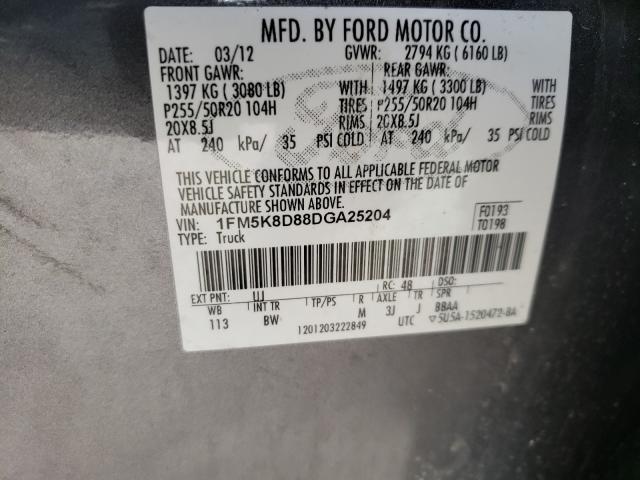 MFD. BY FORD MOTOR CO.
DATE: 03/12 GVWR: 2794 KG ( 6160 LB)
FRONT GAWR: REAR GAWR:
1397 KG ( 3080 LB) WITH 1497 KG ( 3300 LB) WITH
P255/50R20 104H TIRES P255/50R20 104H TIRES
20X8.5J RIMS 20X8.5J RIMS
AT 240 kPa/ 35 PSI COLD AT 240 kPa/ 35 PSI COLD
THIS VEHICLE CONFORMS TO ALL APPLICABLE FEDERAL MOTOR
VEHICLE SAFETY STANDARDS IN EFFECT ON THE DATE OF
MANUFACTURE SHOWN ABOVE.
VIN: 1FM5K8D88DGA25204 F0193
TYPE: Truck T0198
EXT PNT: UJ RC: 48 DSO:
WB INT TR TP/PS R AXLE TR SPR
113 BW M 3J J BBAA
1201203222849 UTC 5U5A-1520472-BA